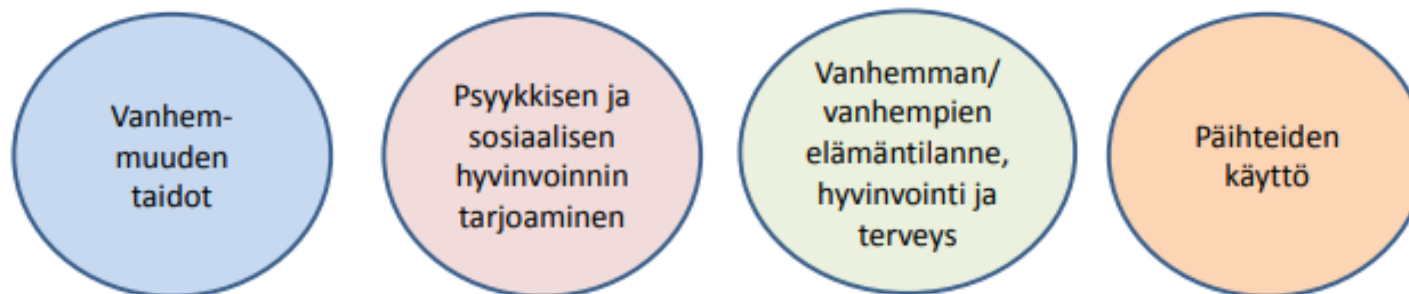 Vanhem-
muuden
taidot
Psyykkisen ja
sosiaalisen
hyvinvoinnin
tarjoaminen
Vanhemman/
vanhempien
elämäntilanne,
hyvinvointi ja
terveys
Päihteiden
käyttö